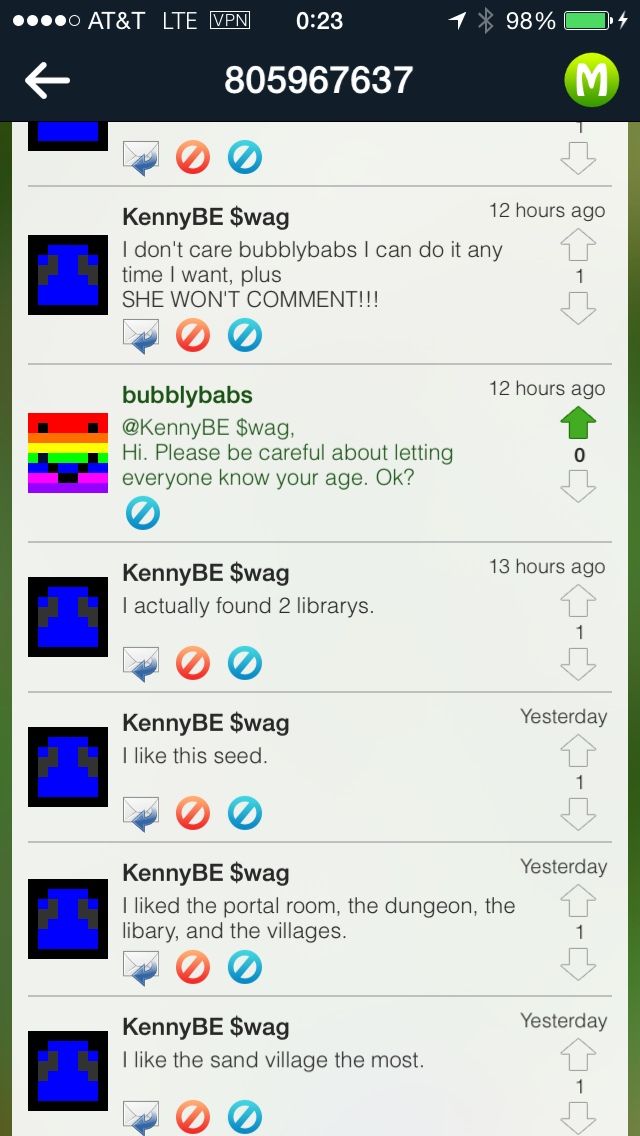 AT&T LTE VPN 0:23 98%
805967637 M
1
KennyBE $wag 12 hours ago
I don't care bubblybabs I can do it any
time I want, plus
SHE WON'T COMMENT!!!
1
bubblybabs 12 hours ago
@KennyBE $wag,
Hi. Please be careful about letting
everyone know your age. Ok?
0
KennyBE $wag 13 hours ago
I actually found 2 librarys.
1
KennyBE $wag Yesterday
I like this seed.
1
KennyBE $wag Yesterday
I liked the portal room, the dungeon, the
libary, and the villages.
1
KennyBE $wag Yesterday
I like the sand village the most.
1